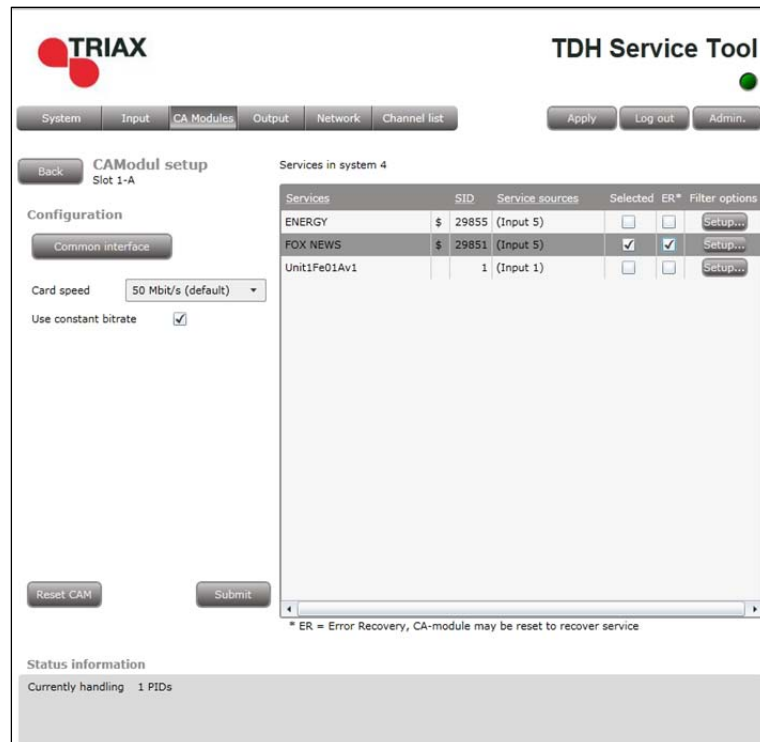 TRIAX
TDH Service Tool
System Input CA Modules Output Network Channel list Apply Log out Admin.
Back CAModul setup
Slot 1-A
Services in system 4
Configuration
Common interface
Card speed 50 Mbit/s (default)
Use constant bitrate
Services SID Service sources Selected ER* Filter options
ENERGY $ 29855 (Input 5) Setup...
FOX NEWS $ 29851 (Input 5) Setup...
Unit1Fe01Av1 1 (Input 1) Setup...
Reset CAM Submit
* ER = Error Recovery, CA-module may be reset to recover service
Status information
Currently handling 1 PIDs